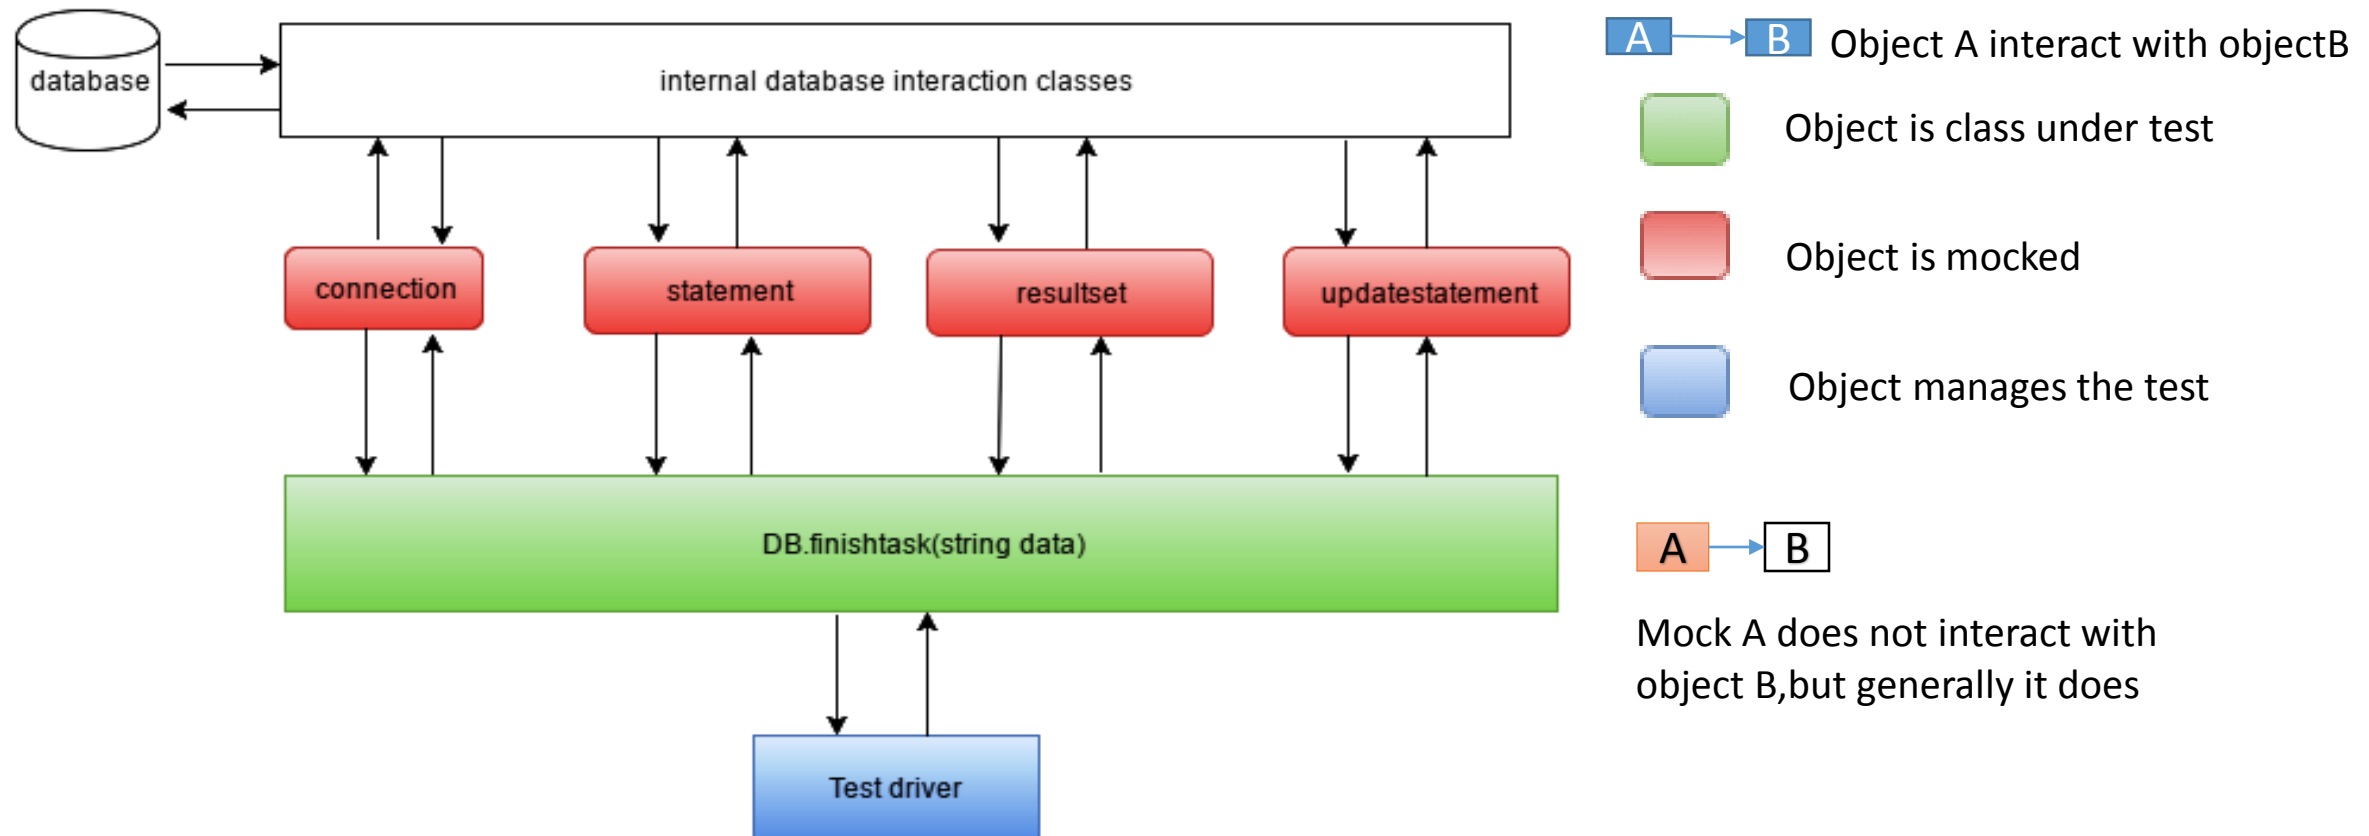 database
internal database interaction classes
connection
statement
resultset
updatestatement
DB.finishtask(string data)
Test driver
A B Object A interact with objectB
Object is class under test
Object is mocked
Object manages the test
A B
Mock A does not interact with
object B,but generally it does